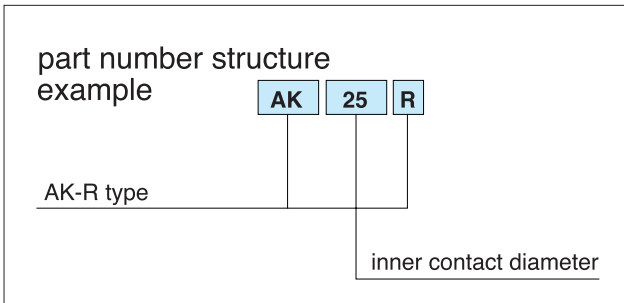 part number structure
example
AK 25 R
AK-R type
inner contact diameter